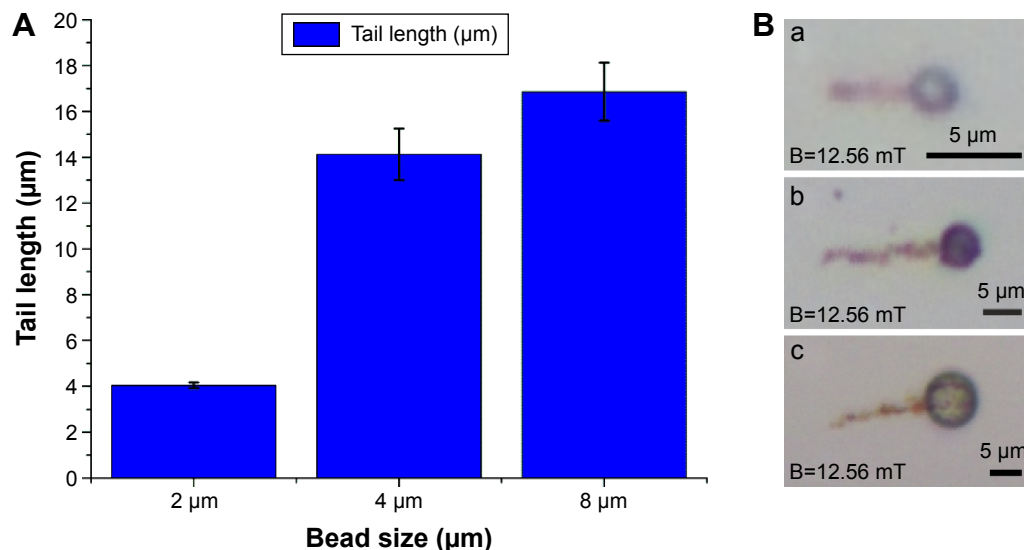 A
Tail length (µm)
20
18
16
14
12
10
8
6
4
2
0
Tail length (µm)
2 µm
4 µm
8 µm
Bead size (µm)
B
a
5 µm
B=12.56 mT
b
5 µm
B=12.56 mT
c
5 µm
B=12.56 mT